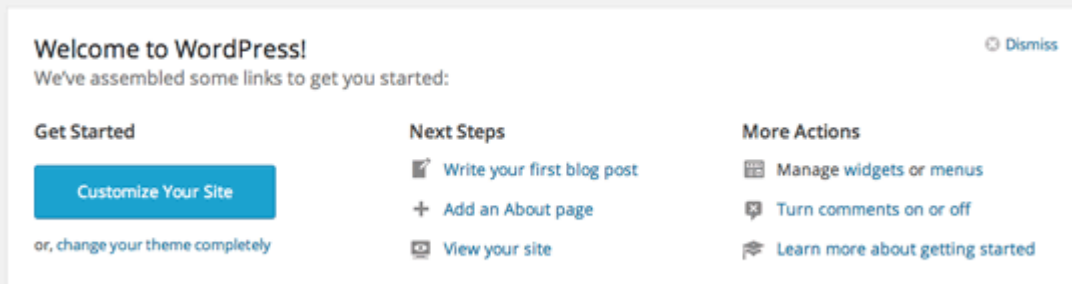 Welcome to WordPress!
Dismiss
We've assembled some links to get you started:
Get Started
Customize Your Site
or, change your theme completely
Next Steps
Write your first blog post
Add an About page
View your site
More Actions
Manage widgets or menus
Turn comments on or off
Learn more about getting started